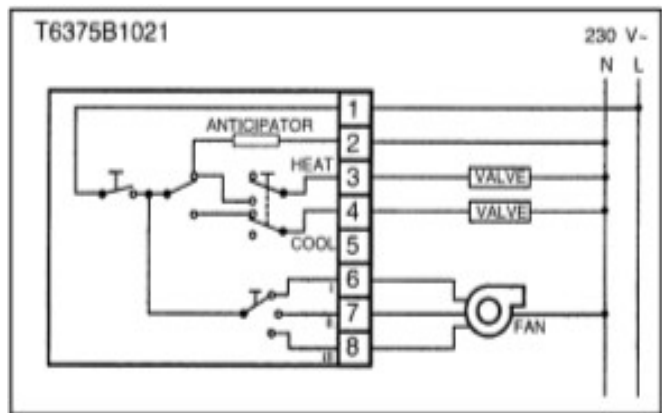 T6375B1021
230 V~
N L
1
ANTICIPATOR
2
HEAT
3
VALVE
4
VALVE
COOL
5
6
I
7
II
FAN
8
III